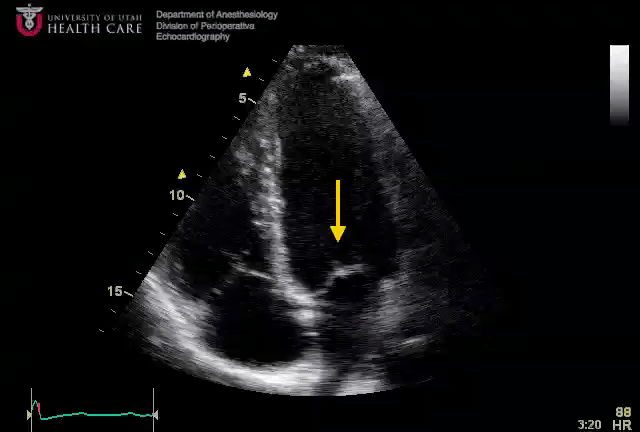 UNIVERSITY OF UTAH
HEALTH CARE
Department of Anesthesiology
Division of Perioperative
Echocardiography
5
10
15
88
3:20 HR